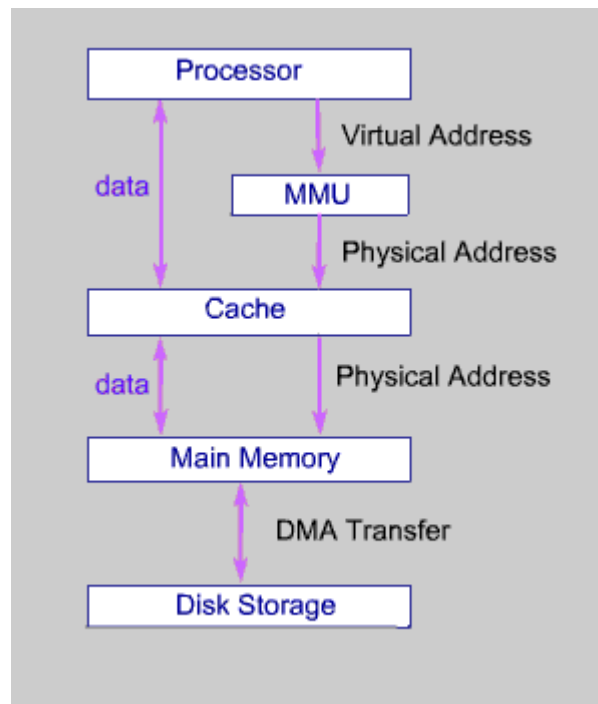 Processor
Virtual Address
data
MMU
Physical Address
Cache
Physical Address
data
Main Memory
DMA Transfer
Disk Storage